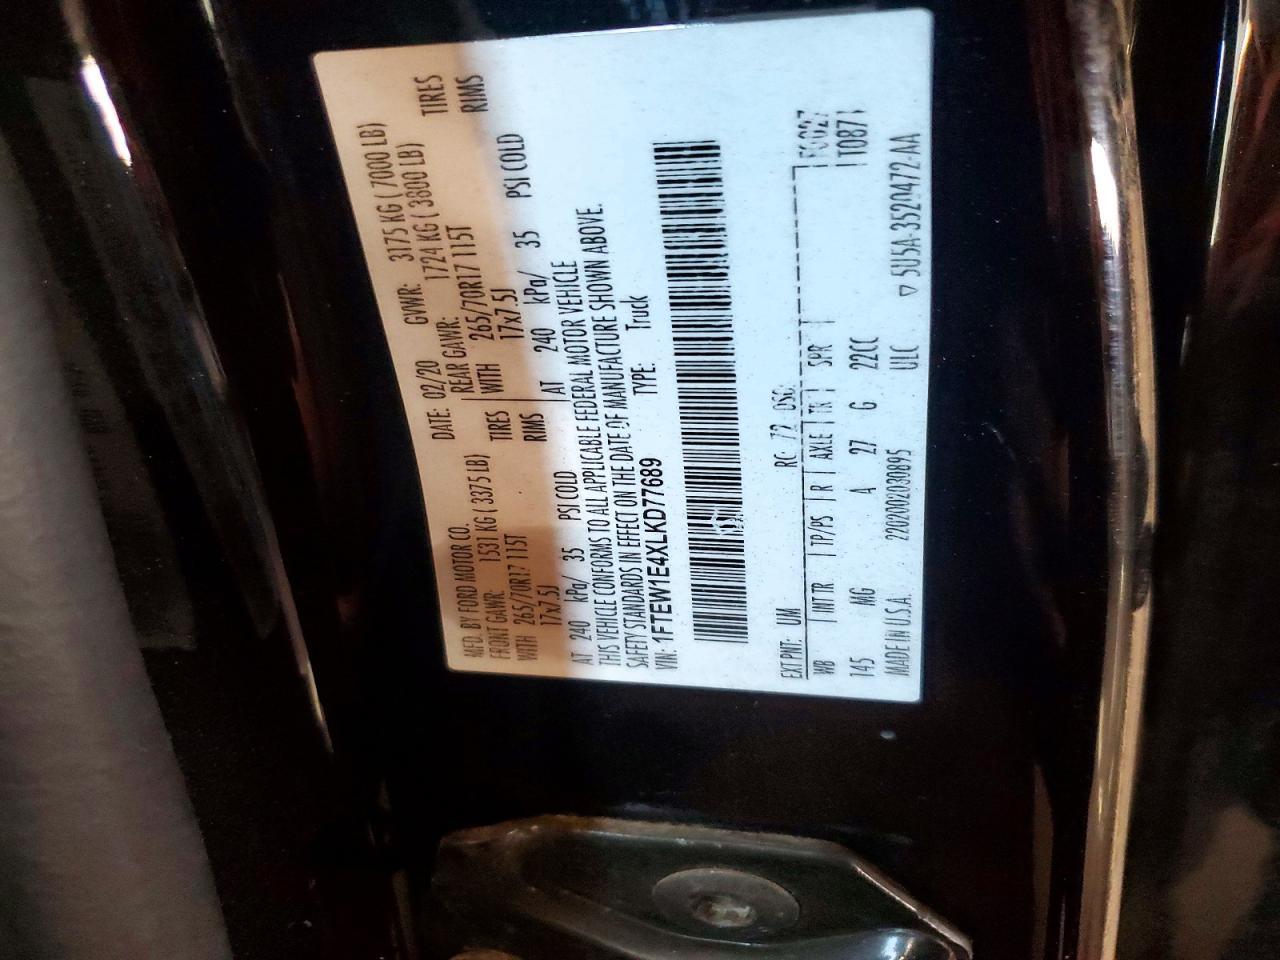 MFD. BY FORD MOTOR CO. DATE: 02/20 GVWR: 3175 KG ( 7000 LB)
FRONT GAWR: 1531 KG ( 3375 LB) REAR GAWR: 1724 KG ( 3800 LB)
WITH 265/70R17 115T TIRES WITH 265/70R17 115T TIRES
17x7.5J RIMS 17x7.5J RIMS
AT 240 kPa/ 35 PSI COLD AT 240 kPa/ 35 PSI COLD
THIS VEHICLE CONFORMS TO ALL APPLICABLE FEDERAL MOTOR VEHICLE
SAFETY STANDARDS IN EFFECT ON THE DATE OF MANUFACTURE SHOWN ABOVE.
VIN: 1FTEW1E4XLKD77689 TYPE: Truck
EXT PNT: UM RC: 72 DSO:
WB INT TR TP/PS R AXLE TR SPR
145 MG A 27 G 22CC T0871
MADE IN U.S.A. 220200203089S ULC ▽ 5U5A-3520472-AA